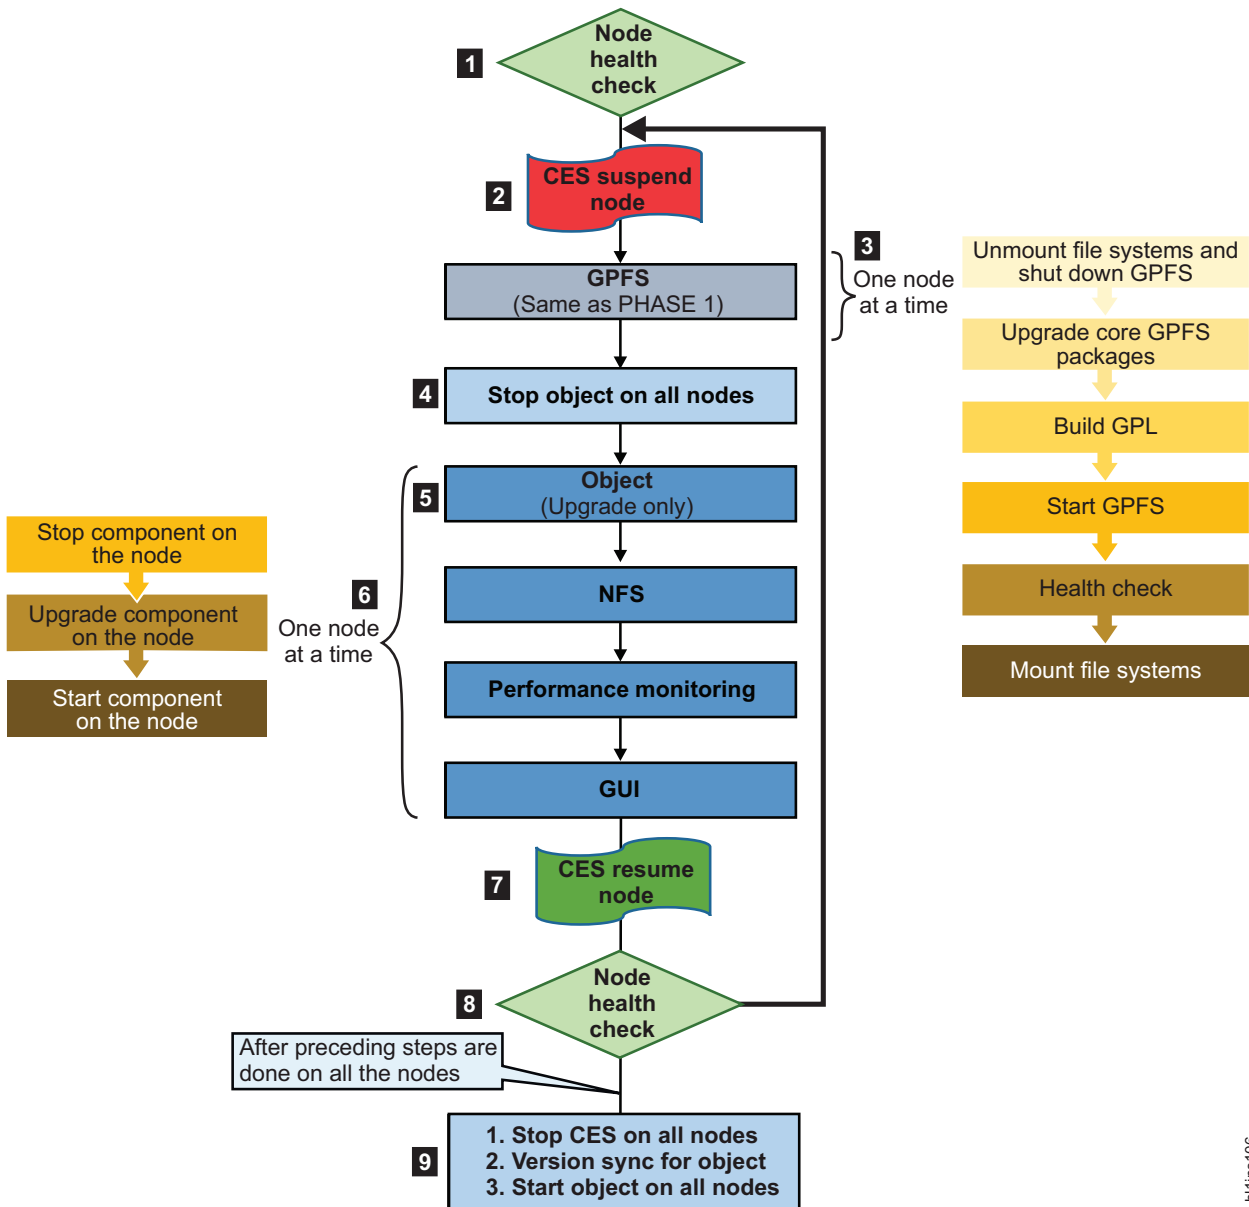 1
Node
health
check
2
CES suspend
node
GPFS
(Same as PHASE 1)
3
One node
at a time
Unmount file systems and
shut down GPFS
Upgrade core GPFS
packages
Build GPL
Start GPFS
Health check
Mount file systems
4
Stop object on all nodes
5
Object
(Upgrade only)
NFS
Performance monitoring
GUI
6
One node
at a time
Stop component on
the node
Upgrade component
on the node
Start component
on the node
7
CES resume
node
8
Node
health
check
After preceding steps are
done on all the nodes
9
1. Stop CES on all nodes
2. Version sync for object
3. Start object on all nodes